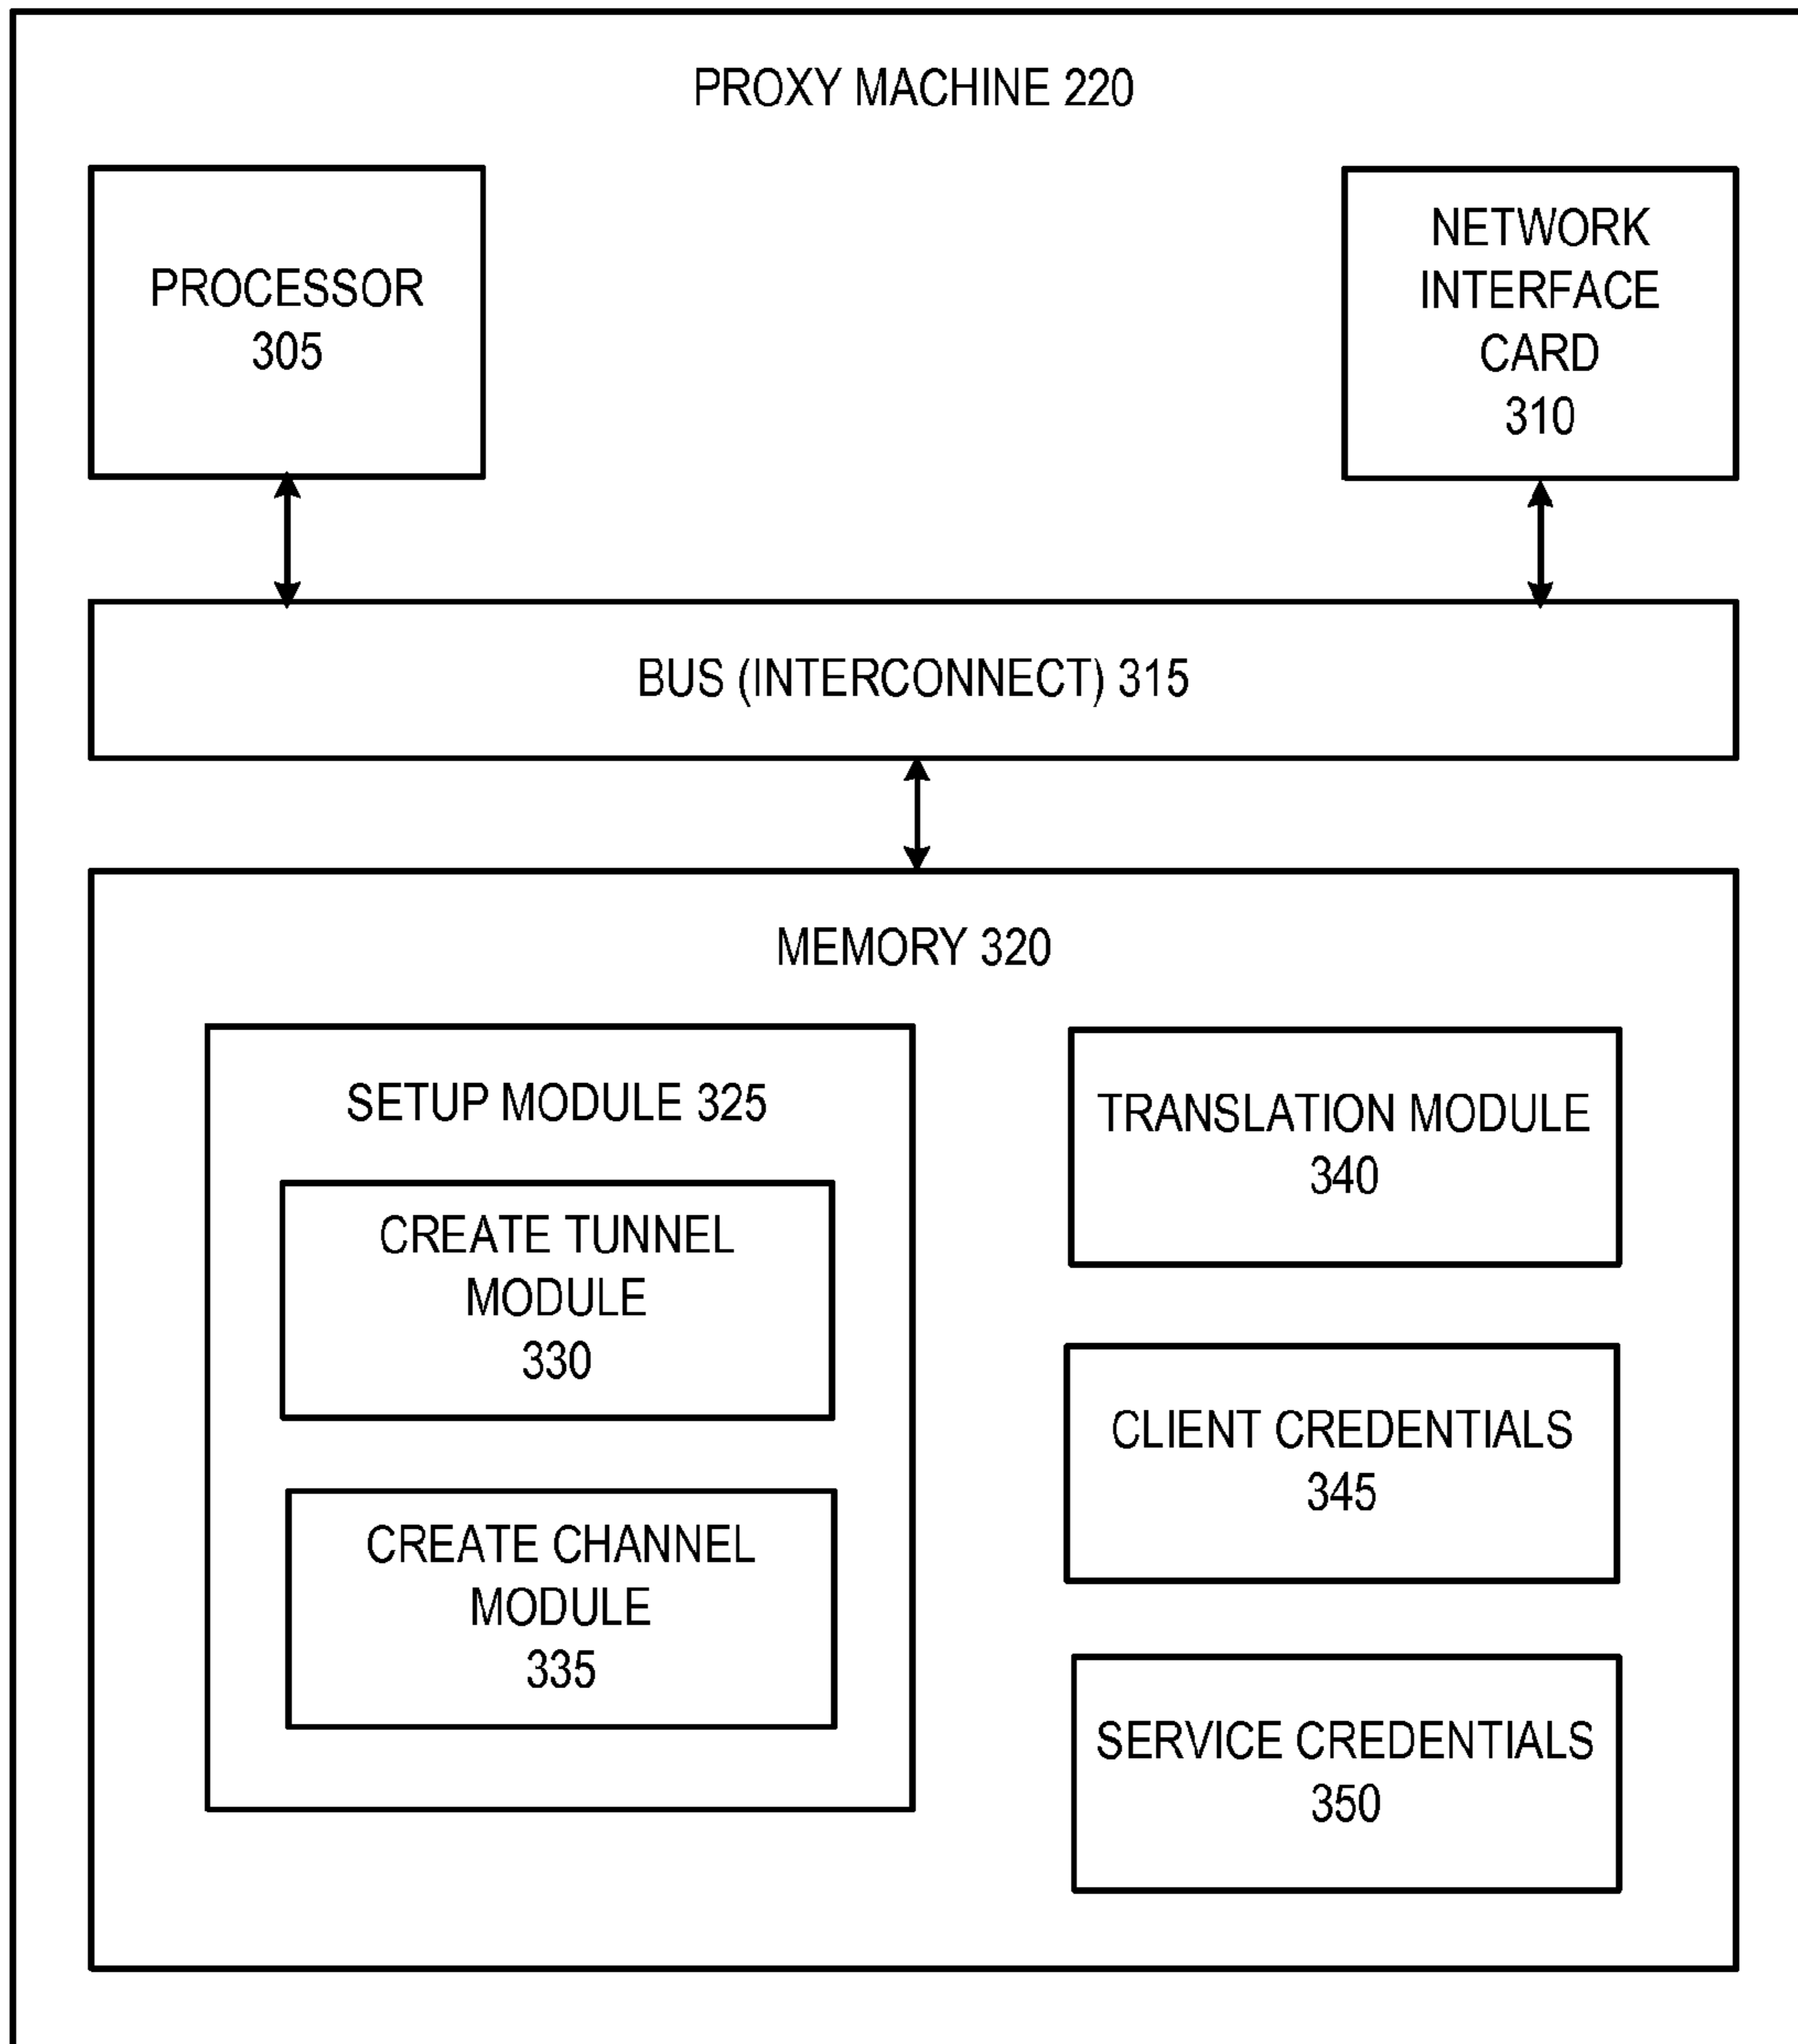 PROXY MACHINE 220
PROCESSOR
305
NETWORK
INTERFACE
CARD
310
BUS (INTERCONNECT) 315
MEMORY 320
SETUP MODULE 325
CREATE TUNNEL
MODULE
330
CREATE CHANNEL
MODULE
335
TRANSLATION MODULE
340
CLIENT CREDENTIALS
345
SERVICE CREDENTIALS
350